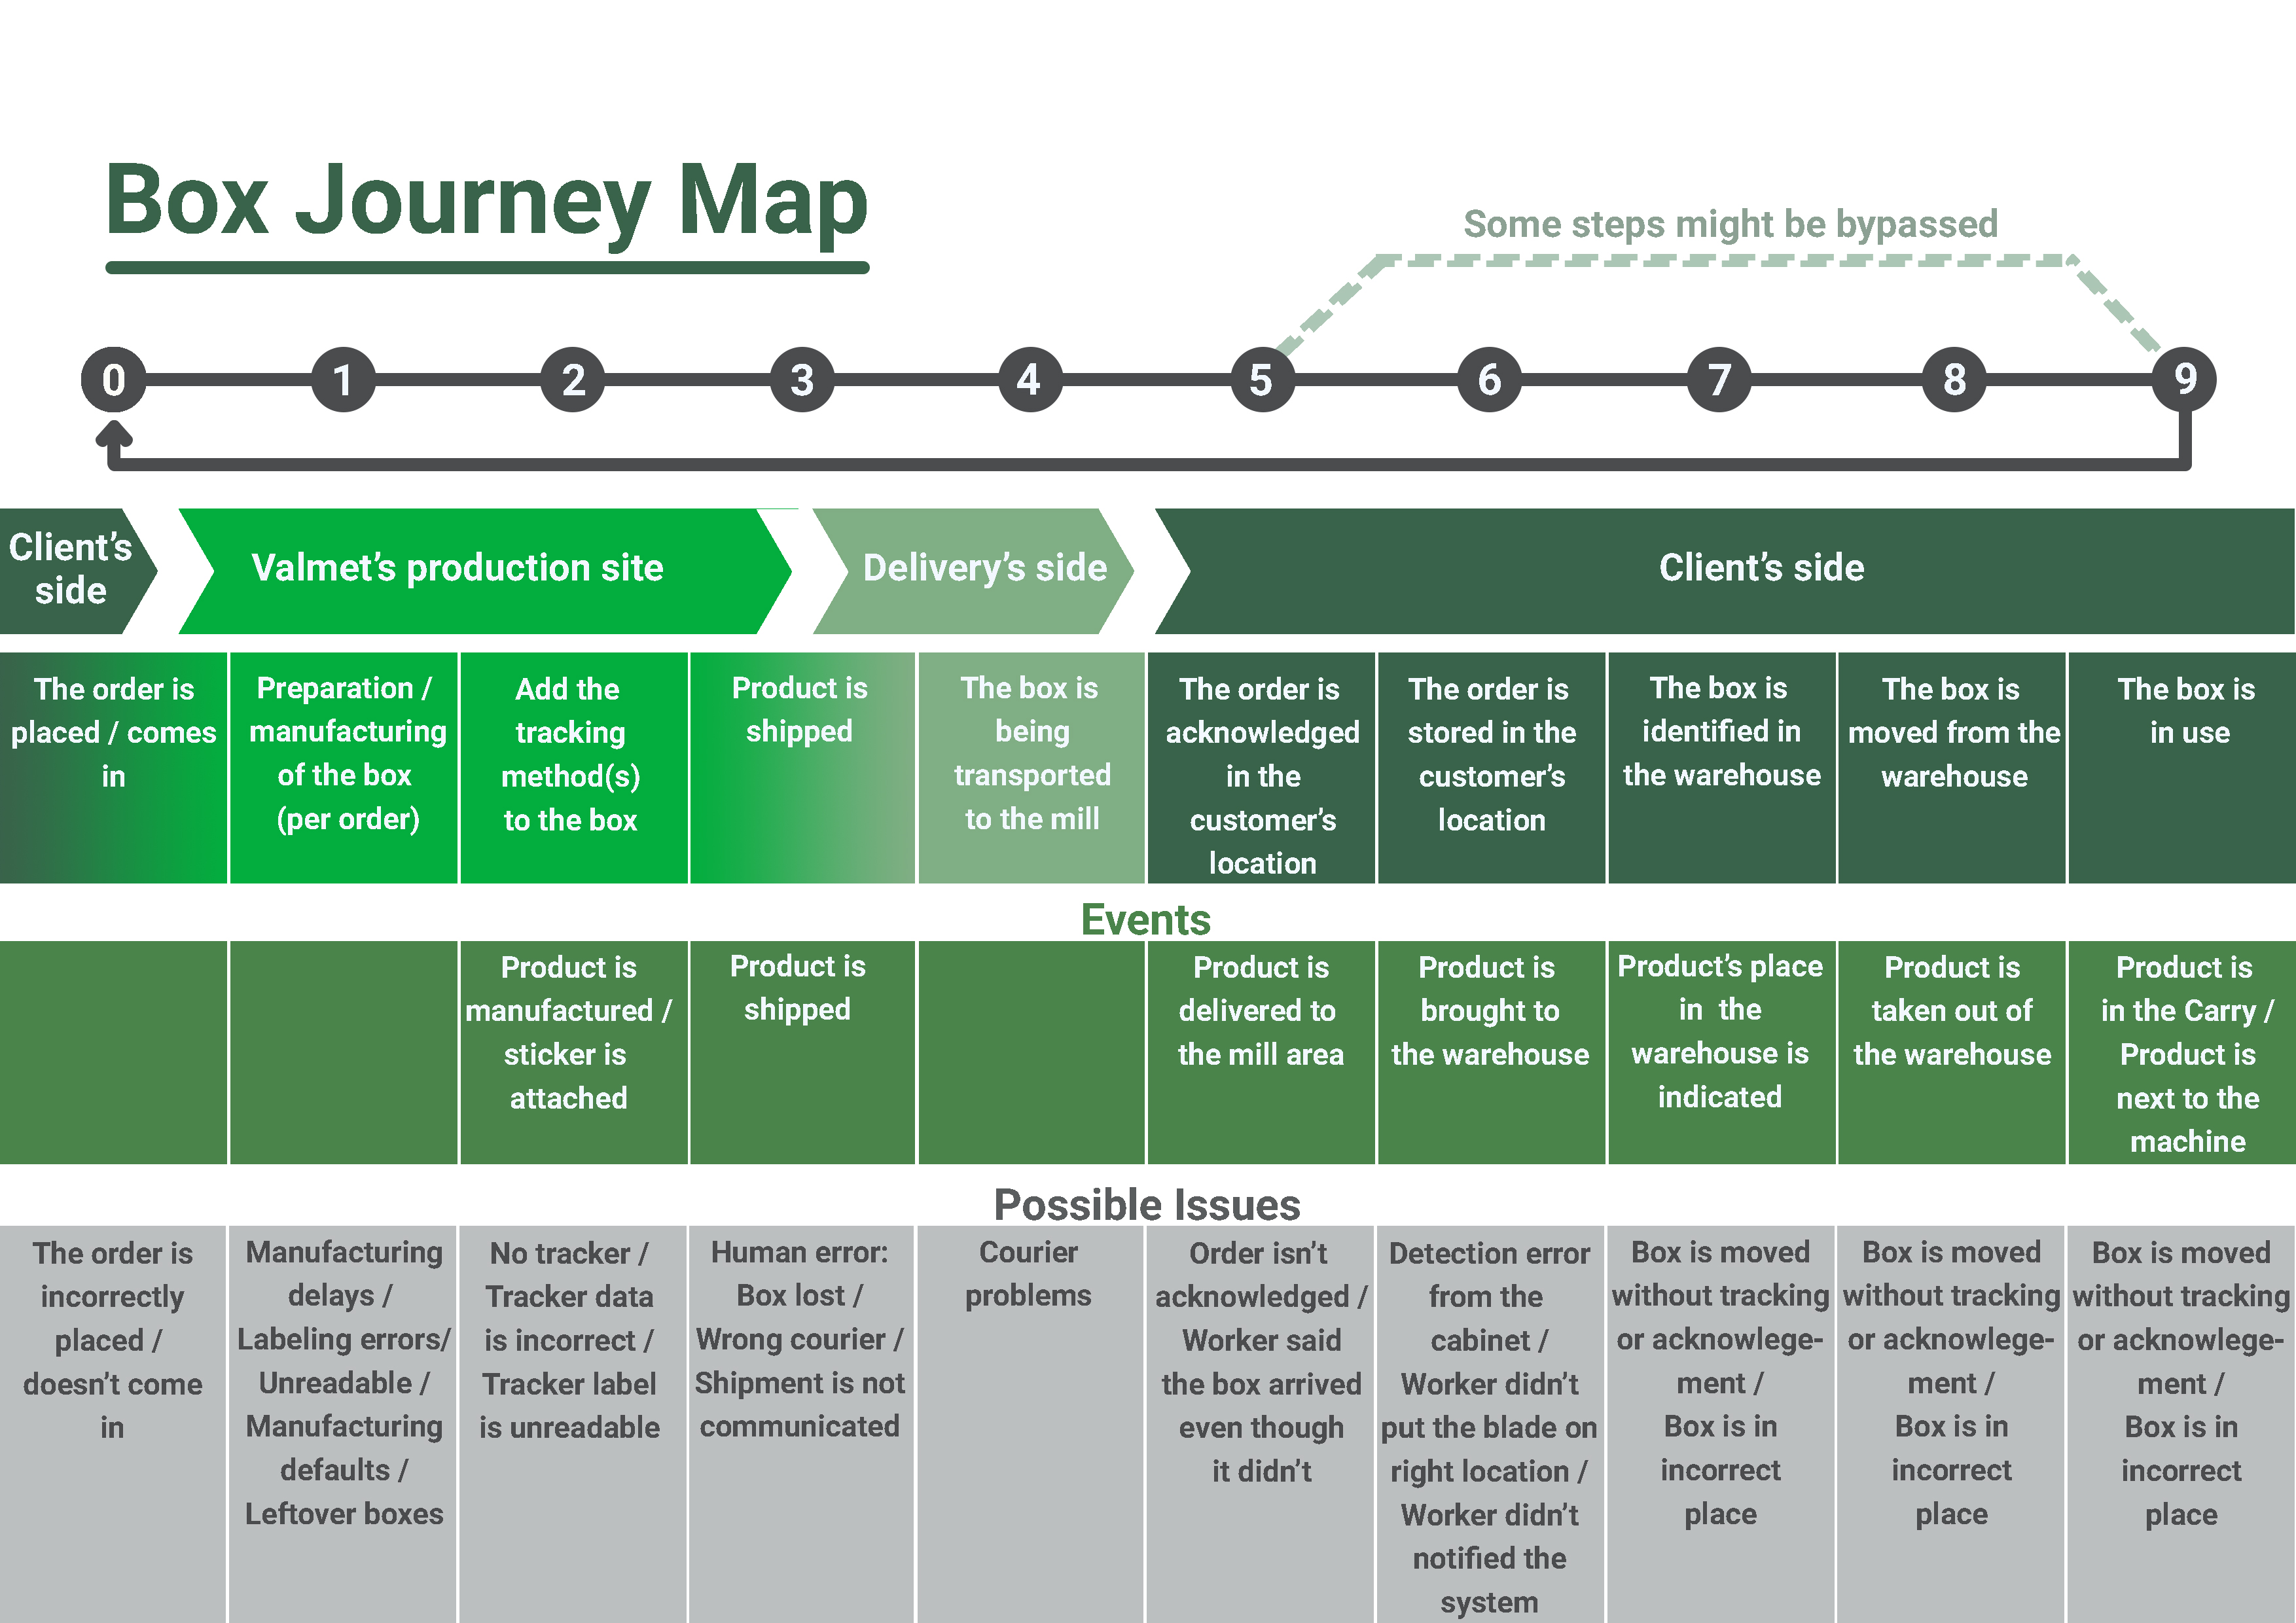 Box Journey Map
Some steps might be bypassed
0 1 2 3 4 5 6 7 8 9
Client's
side
Valmet's production site
Delivery's side
Client's side
The order is
placed / comes
in
Preparation /
manufacturing
of the box
(per order)
Add the
tracking
method(s)
to the box
Product is
shipped
The box is
being
transported
to the mill
The order is
acknowledged
in the
customer's
location
The order is
stored in the
customer's
location
The box is
identified in
the warehouse
The box is
moved from the
warehouse
The box is
in use
Events
Product is
manufactured /
sticker is
attached
Product is
shipped
Product is
delivered to
the mill area
Product is
brought to
the warehouse
Product's place
in the
warehouse is
indicated
Product is
taken out of
the warehouse
Product is
in the Carry /
Product is
next to the
machine
Possible Issues
The order is
incorrectly
placed /
doesn't come
in
Manufacturing
delays /
Labeling errors/
Unreadable /
Manufacturing
defaults /
Leftover boxes
No tracker /
Tracker data
is incorrect /
Tracker label
is unreadable
Human error:
Box lost /
Wrong courier /
Shipment is not
communicated
Courier
problems
Order isn't
acknowledged /
Worker said
the box arrived
even though
it didn't
Detection error
from the
cabinet /
Worker didn't
put the blade on
right location /
Worker didn't
notified the
system
Box is moved
without tracking
or acknowlege-
ment /
Box is in
incorrect
place
Box is moved
without tracking
or acknowlege-
ment /
Box is in
incorrect
place
Box is moved
without tracking
or acknowlege-
ment /
Box is in
incorrect
place